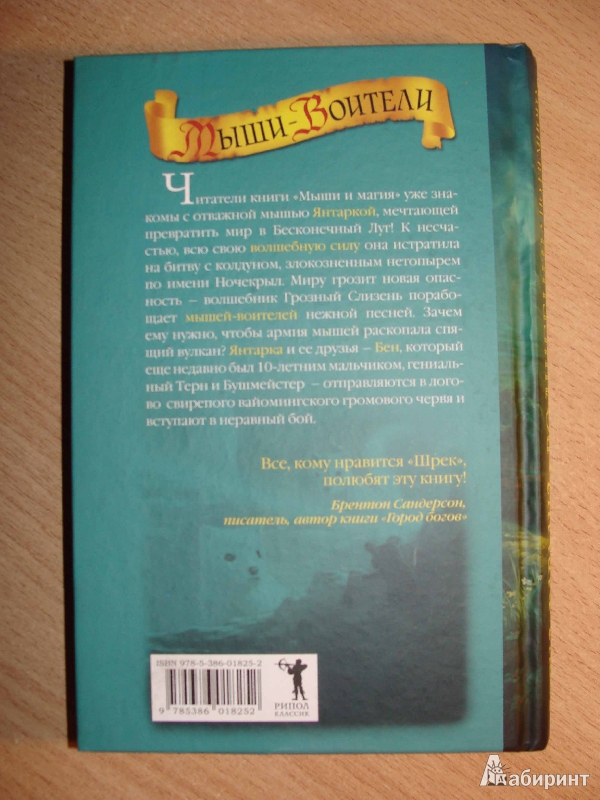 Мыши-Воители
Читатели книги «Мыши и магия» уже зна-
комы с отважной мышью Янтаркой, мечтающей
превратить мир в Бесконечный Луг! К несча-
стью, всю свою волшебную силу она истратила
на битву с колдуном, злокозненным нетопырем
по имени Ночекрыл. Миру грозит новая опас-
ность – волшебник Грозный Слизень порабо-
щает мышей-воителей нежной песней. Зачем
ему нужно, чтобы армия мышей раскопала спя-
щий вулкан? Янтарка и ее друзья – Бен, который
еще недавно был 10-летним мальчиком, гениаль-
ный Терн и Бушмейстер – отправляются в лого-
во свирепого вайомингского громового червя и
вступают в неравный бой.
Все, кому нравится «Шрек»,
полюбят эту книгу!
Брентон Сандерсон,
писатель, автор книги «Город богов»
ISBN 978-5-386-01825-2
9 785386 018252
РИПОЛ
КЛАССИК
Лабиринт